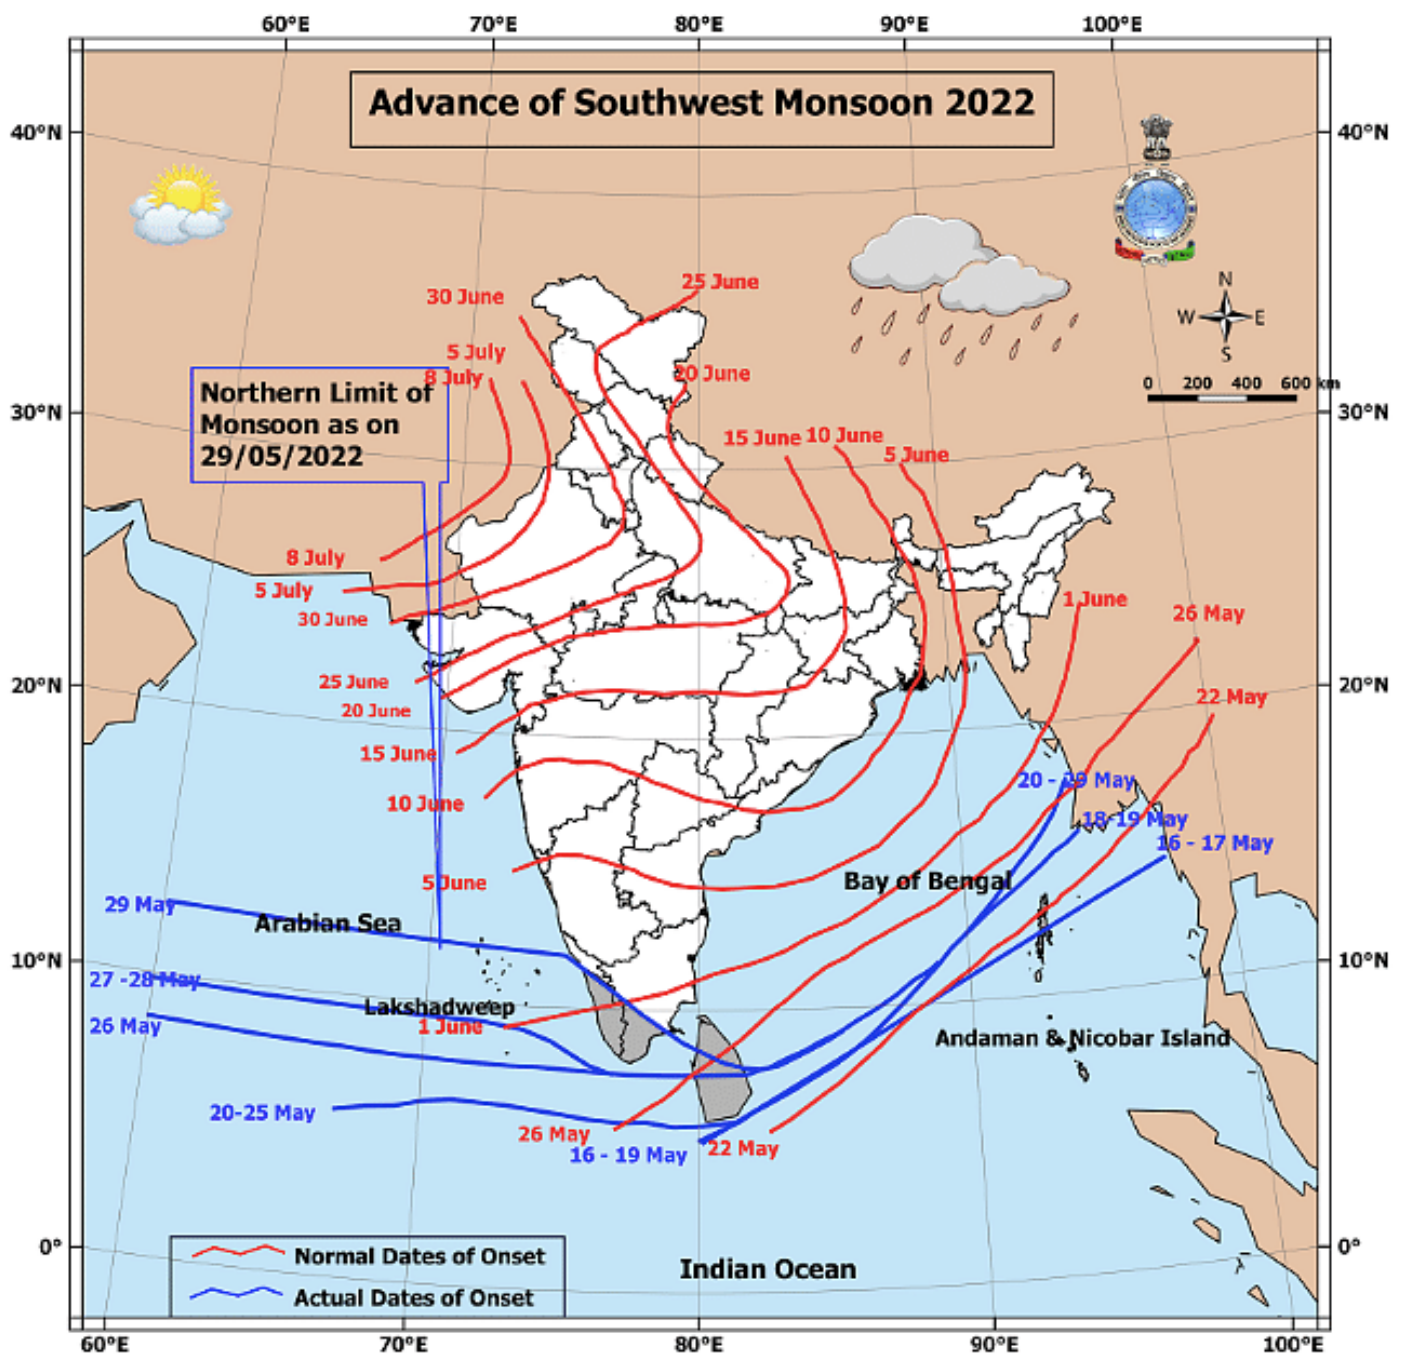 60°E 70°E 80°E 90°E 100°E
Advance of Southwest Monsoon 2022
40°N 40°N
N
W E
S
25 June
30 June
5 July
8 July
20 June
0 200 400 600 km
Northern Limit of
Monsoon as on
29/05/2022
30°N 30°N
15 June 10 June
5 June
8 July
5 July
30 June
1 June
26 May
25 June
20°N 20°N
22 May
20 June
15 June
20 - 29 May
10 June
18-19 May
16 - 17 May
5 June
Bay of Bengal
29 May
Arabian Sea
10°N 10°N
27 -28 May
Lakshadweep
26 May
1 June
Andaman & Nicobar Island
20-25 May
26 May
22 May
16 - 19 May
0° 0°
Normal Dates of Onset
Indian Ocean
Actual Dates of Onset
60°E 70°E 80°E 90°E 100°E